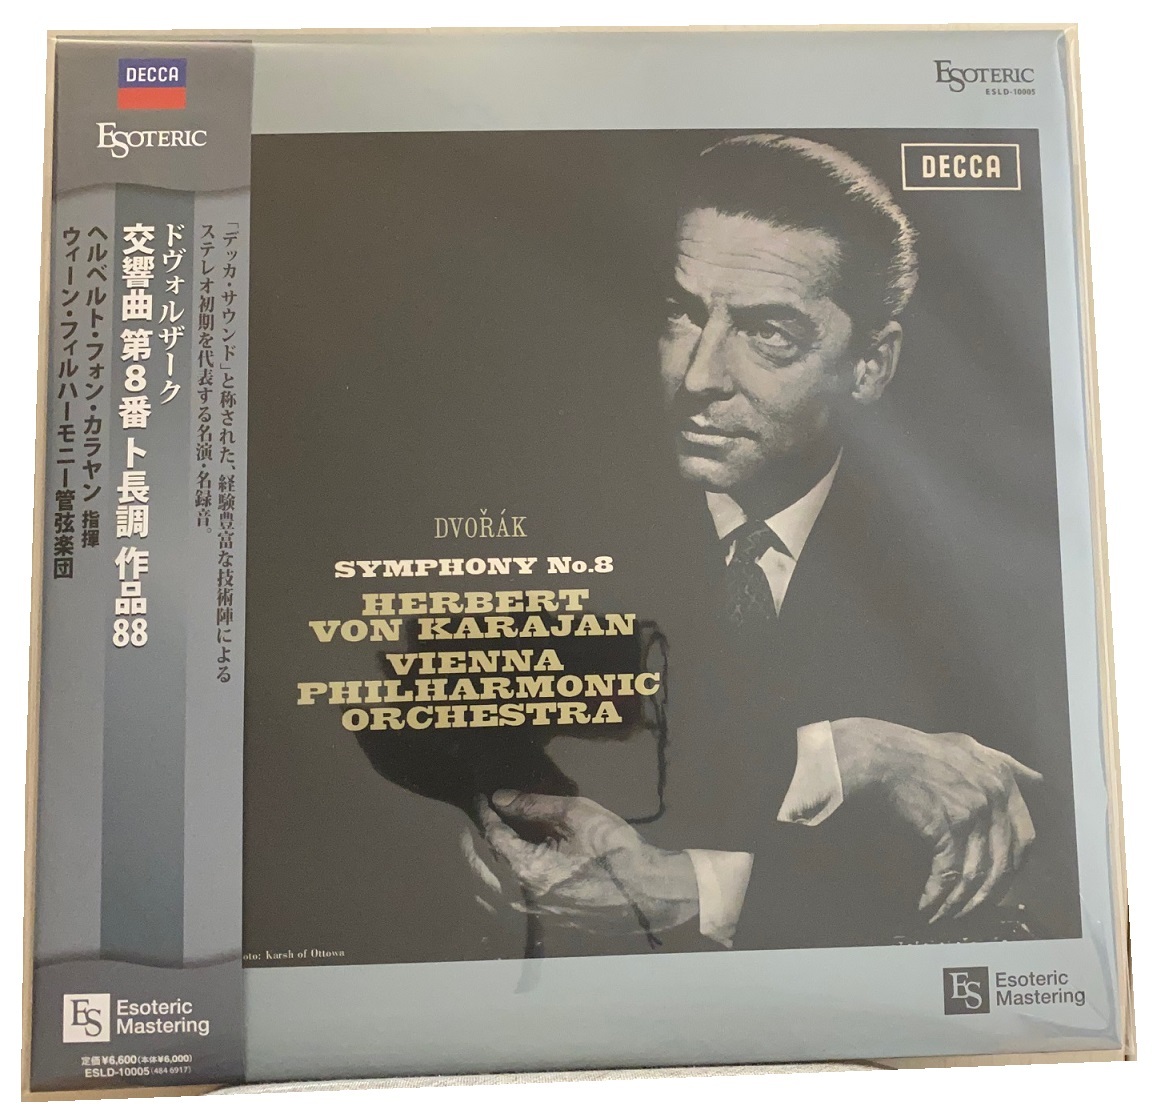 DECCA
ESOTERIC
「デッカ・サウンド」と称された、経験豊富な技術陣による
ステレオ初期を代表する名演・名録音。
ドヴォルザーク
交響曲 第8番 ト長調 作品88
ヘルベルト・フォン・カラヤン 指揮
ウィーン・フィルハーモニー管弦楽団
ES Esoteric
Mastering
定価¥6,600(本体¥6,000)
ESLD-10005(484 6917)
ESOTERIC
ESLD-10005
DECCA
DVOŘÁK
SYMPHONY No.8
HERBERT
VON KARAJAN
VIENNA
PHILHARMONIC
ORCHESTRA
oto: Karsh of Ottowa
ES Esoteric
Mastering